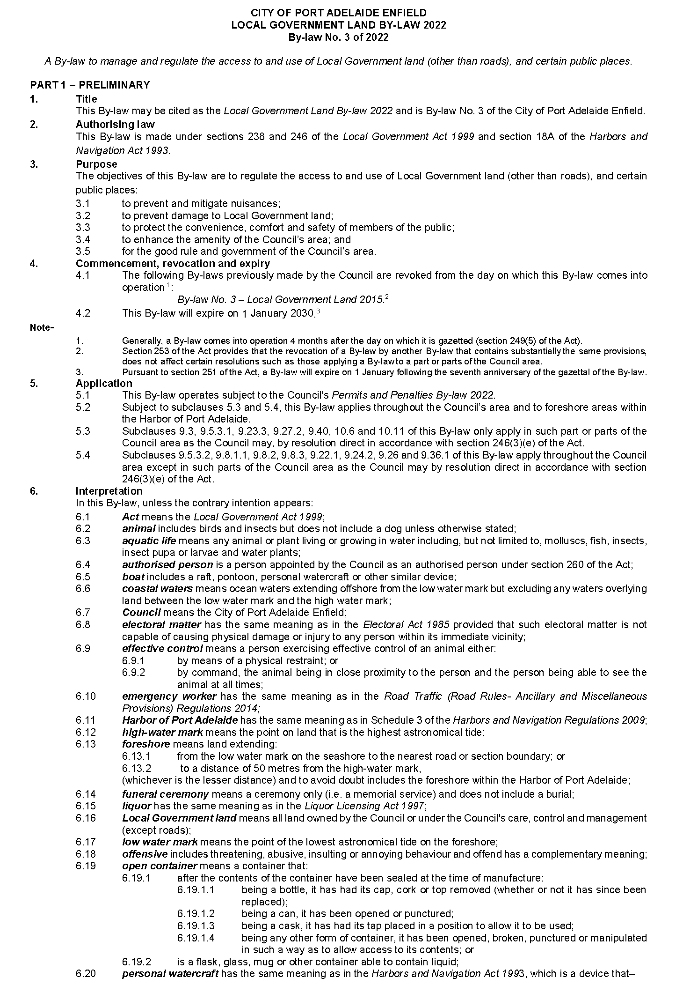 CITY OF PORT ADELAIDE ENFIELD
LOCAL GOVERNMENT LAND BY-LAW 2022
By-law No. 3 of 2022
A By-law to manage and regulate the access to and use of Local Government land (other than roads), and certain public places.
PART 1 – PRELIMINARY
1. Title
This By-law may be cited as the Local Government Land By-law 2022 and is By-law No. 3 of the City of Port Adelaide Enfield.
2. Authorising law
This By-law is made under sections 238 and 246 of the Local Government Act 1999 and section 18A of the Harbors and
Navigation Act 1993.
3. Purpose
The objectives of this By-law are to regulate the access to and use of Local Government land (other than roads), and certain
public places:
3.1 to prevent and mitigate nuisances;
3.2 to prevent damage to Local Government land;
3.3 to protect the convenience, comfort and safety of members of the public;
3.4 to enhance the amenity of the Council’s area; and
3.5 for the good rule and government of the Council’s area.
4. Commencement, revocation and expiry
4.1 The following By-laws previously made by the Council are revoked from the day on which this By-law comes into
operation1:
By-law No. 3 – Local Government Land 2015.2
4.2 This By-law will expire on 1 January 2030.3
Note-
1. Generally, a By-law comes into operation 4 months after the day on which it is gazetted (section 249(5) of the Act).
2. Section 253 of the Act provides that the revocation of a By-law by another By-law that contains substantially the same provisions,
does not affect certain resolutions such as those applying a By-law to a part or parts of the Council area.
3. Pursuant to section 251 of the Act, a By-law will expire on 1 January following the seventh anniversary of the gazettal of the By-law.
5. Application
5.1 This By-law operates subject to the Council's Permits and Penalties By-law 2022.
5.2 Subject to subclauses 5.3 and 5.4, this By-law applies throughout the Council’s area and to foreshore areas within
the Harbor of Port Adelaide.
5.3 Subclauses 9.3, 9.5.3.1, 9.23.3, 9.27.2, 9.40, 10.6 and 10.11 of this By-law only apply in such part or parts of the
Council area as the Council may, by resolution direct in accordance with section 246(3)(e) of the Act.
5.4 Subclauses 9.5.3.2, 9.8.1.1, 9.8.2, 9.8.3, 9.22.1, 9.24.2, 9.26 and 9.36.1 of this By-law apply throughout the Council
area except in such parts of the Council area as the Council may by resolution direct in accordance with section
246(3)(e) of the Act.
6. Interpretation
In this By-law, unless the contrary intention appears:
6.1 Act means the Local Government Act 1999;
6.2 animal includes birds and insects but does not include a dog unless otherwise stated;
6.3 aquatic life means any animal or plant living or growing in water including, but not limited to, molluscs, fish, insects,
insect pupa or larvae and water plants;
6.4 authorised person is a person appointed by the Council as an authorised person under section 260 of the Act;
6.5 boat includes a raft, pontoon, personal watercraft or other similar device;
6.6 coastal waters means ocean waters extending offshore from the low water mark but excluding any waters overlying
land between the low water mark and the high water mark;
6.7 Council means the City of Port Adelaide Enfield;
6.8 electoral matter has the same meaning as in the Electoral Act 1985 provided that such electoral matter is not
capable of causing physical damage or injury to any person within its immediate vicinity;
6.9 effective control means a person exercising effective control of an animal either:
6.9.1 by means of a physical restraint; or
6.9.2 by command, the animal being in close proximity to the person and the person being able to see the
animal at all times;
6.10 emergency worker has the same meaning as in the Road Traffic (Road Rules- Ancillary and Miscellaneous
Provisions) Regulations 2014;
6.11 Harbor of Port Adelaide has the same meaning as in Schedule 3 of the Harbors and Navigation Regulations 2009;
6.12 high-water mark means the point on land that is the highest astronomical tide;
6.13 foreshore means land extending:
6.13.1 from the low water mark on the seashore to the nearest road or section boundary; or
6.13.2 to a distance of 50 metres from the high-water mark,
(whichever is the lesser distance) and to avoid doubt includes the foreshore within the Harbor of Port Adelaide;
6.14 funeral ceremony means a ceremony only (i.e. a memorial service) and does not include a burial;
6.15 liquor has the same meaning as in the Liquor Licensing Act 1997;
6.16 Local Government land means all land owned by the Council or under the Council's care, control and management
(except roads);
6.17 low water mark means the point of the lowest astronomical tide on the foreshore;
6.18 offensive includes threatening, abusive, insulting or annoying behaviour and offend has a complementary meaning;
6.19 open container means a container that:
6.19.1 after the contents of the container have been sealed at the time of manufacture:
6.19.1.1 being a bottle, it has had its cap, cork or top removed (whether or not it has since been
replaced);
6.19.1.2 being a can, it has been opened or punctured;
6.19.1.3 being a cask, it has had its tap placed in a position to allow it to be used;
6.19.1.4 being any other form of container, it has been opened, broken, punctured or manipulated
in such a way as to allow access to its contents; or
6.19.2 is a flask, glass, mug or other container able to contain liquid;
6.20 personal watercraft has the same meaning as in the Harbors and Navigation Act 1993, which is a device that–